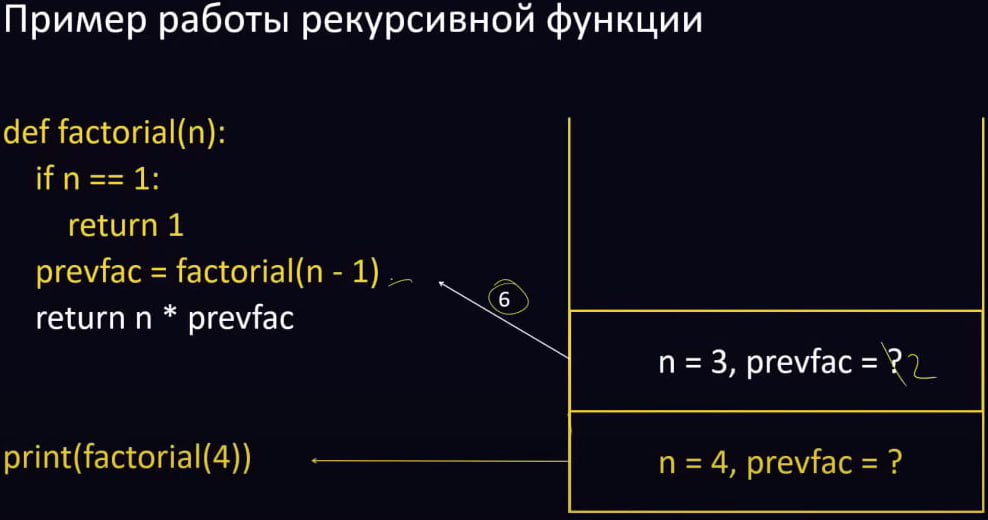 Пример работы рекурсивной функции
def factorial(n):
if n == 1:
return 1
prevfac = factorial(n - 1)
return n * prevfac
6
n = 3, prevfac = ? 2
print(factorial(4))
n = 4, prevfac = ?